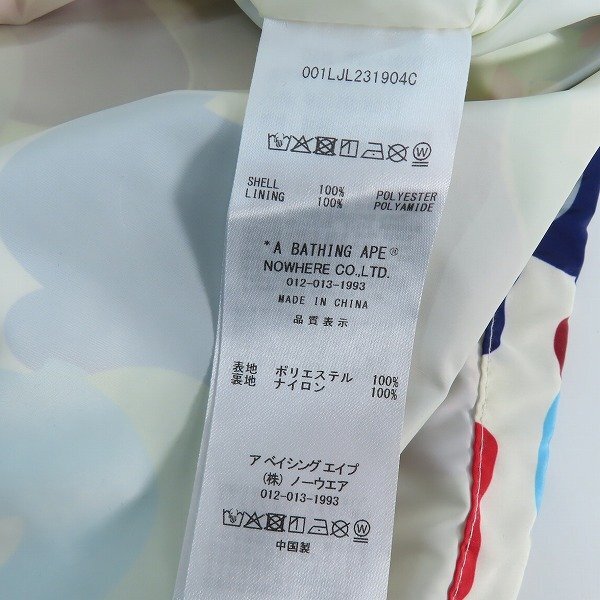 001LJL231904C
SHELL 100% POLYESTER
LINING 100% POLYAMIDE
*A BATHING APE®
NOWHERE CO., LTD.
012-013-1993
MADE IN CHINA
品質表示
表地 ポリエステル 100%
裏地 ナイロン 100%
ア ベイシング エイプ
(株) ノーウエア
012-013-1993
中国製